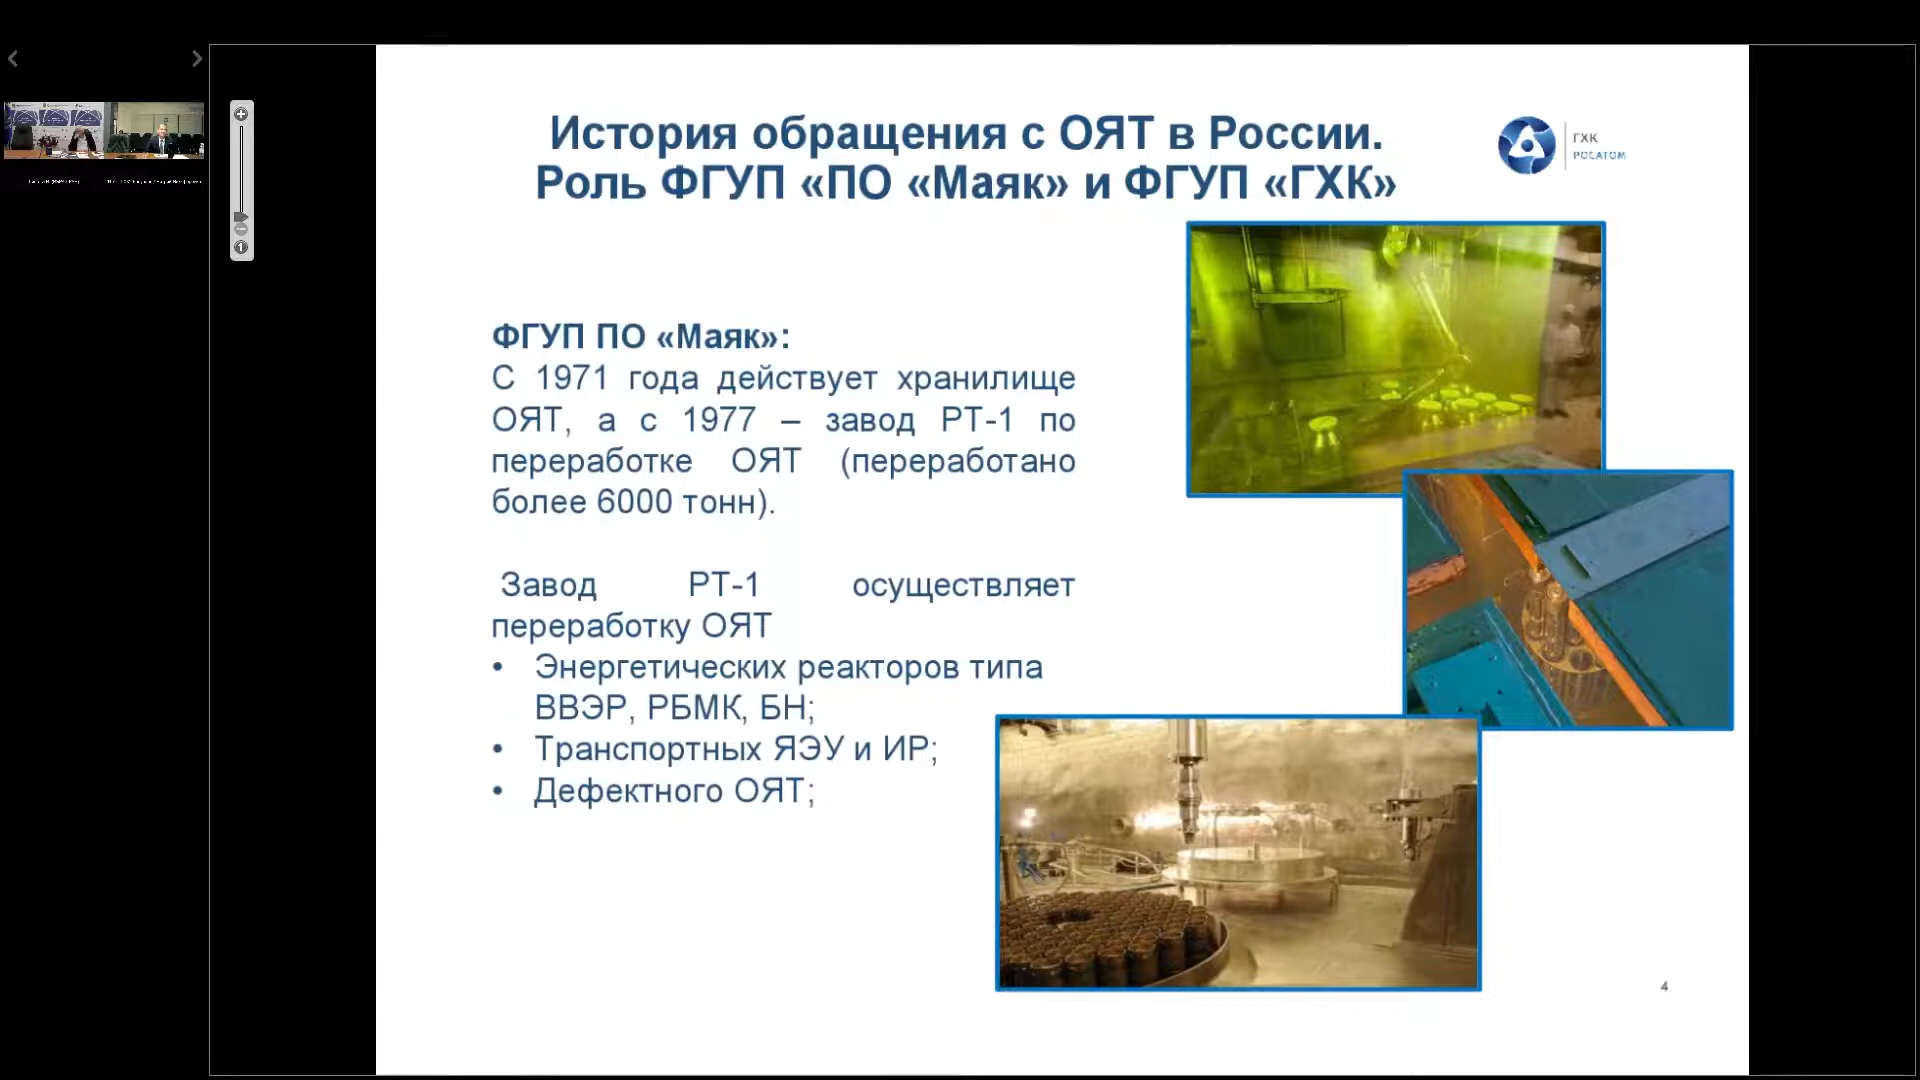 История обращения с ОЯТ в России.
Роль ФГУП «ПО «Маяк» и ФГУП «ГХК»
ГХК
РОСАТОМ
ФГУП ПО «Маяк»:
С 1971 года действует хранилище
ОЯТ, а с 1977 – завод РТ-1 по
переработке ОЯТ (переработано
более 6000 тонн).
Завод РТ-1 осуществляет
переработку ОЯТ
• Энергетических реакторов типа
ВВЭР, РБМК, БН;
• Транспортных ЯЭУ и ИР;
• Дефектного ОЯТ;
4
1